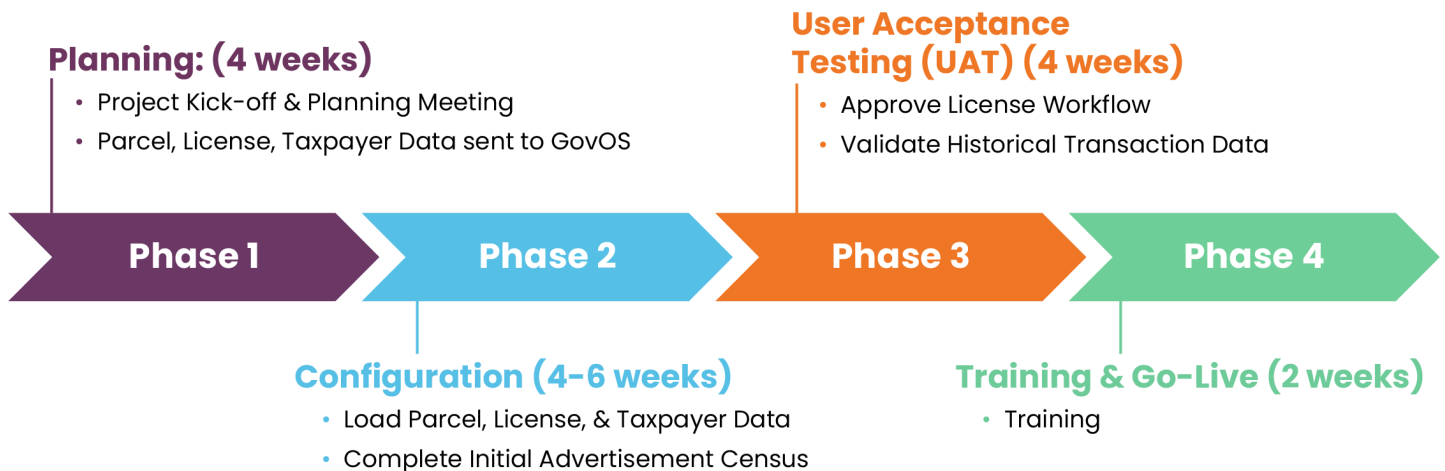 Planning: (4 weeks)
• Project Kick-off & Planning Meeting
• Parcel, License, Taxpayer Data sent to GovOS
User Acceptance
Testing (UAT) (4 weeks)
• Approve License Workflow
• Validate Historical Transaction Data
Phase 1
Phase 2
Phase 3
Phase 4
Configuration (4-6 weeks)
• Load Parcel, License, & Taxpayer Data
• Complete Initial Advertisement Census
Training & Go-Live (2 weeks)
• Training